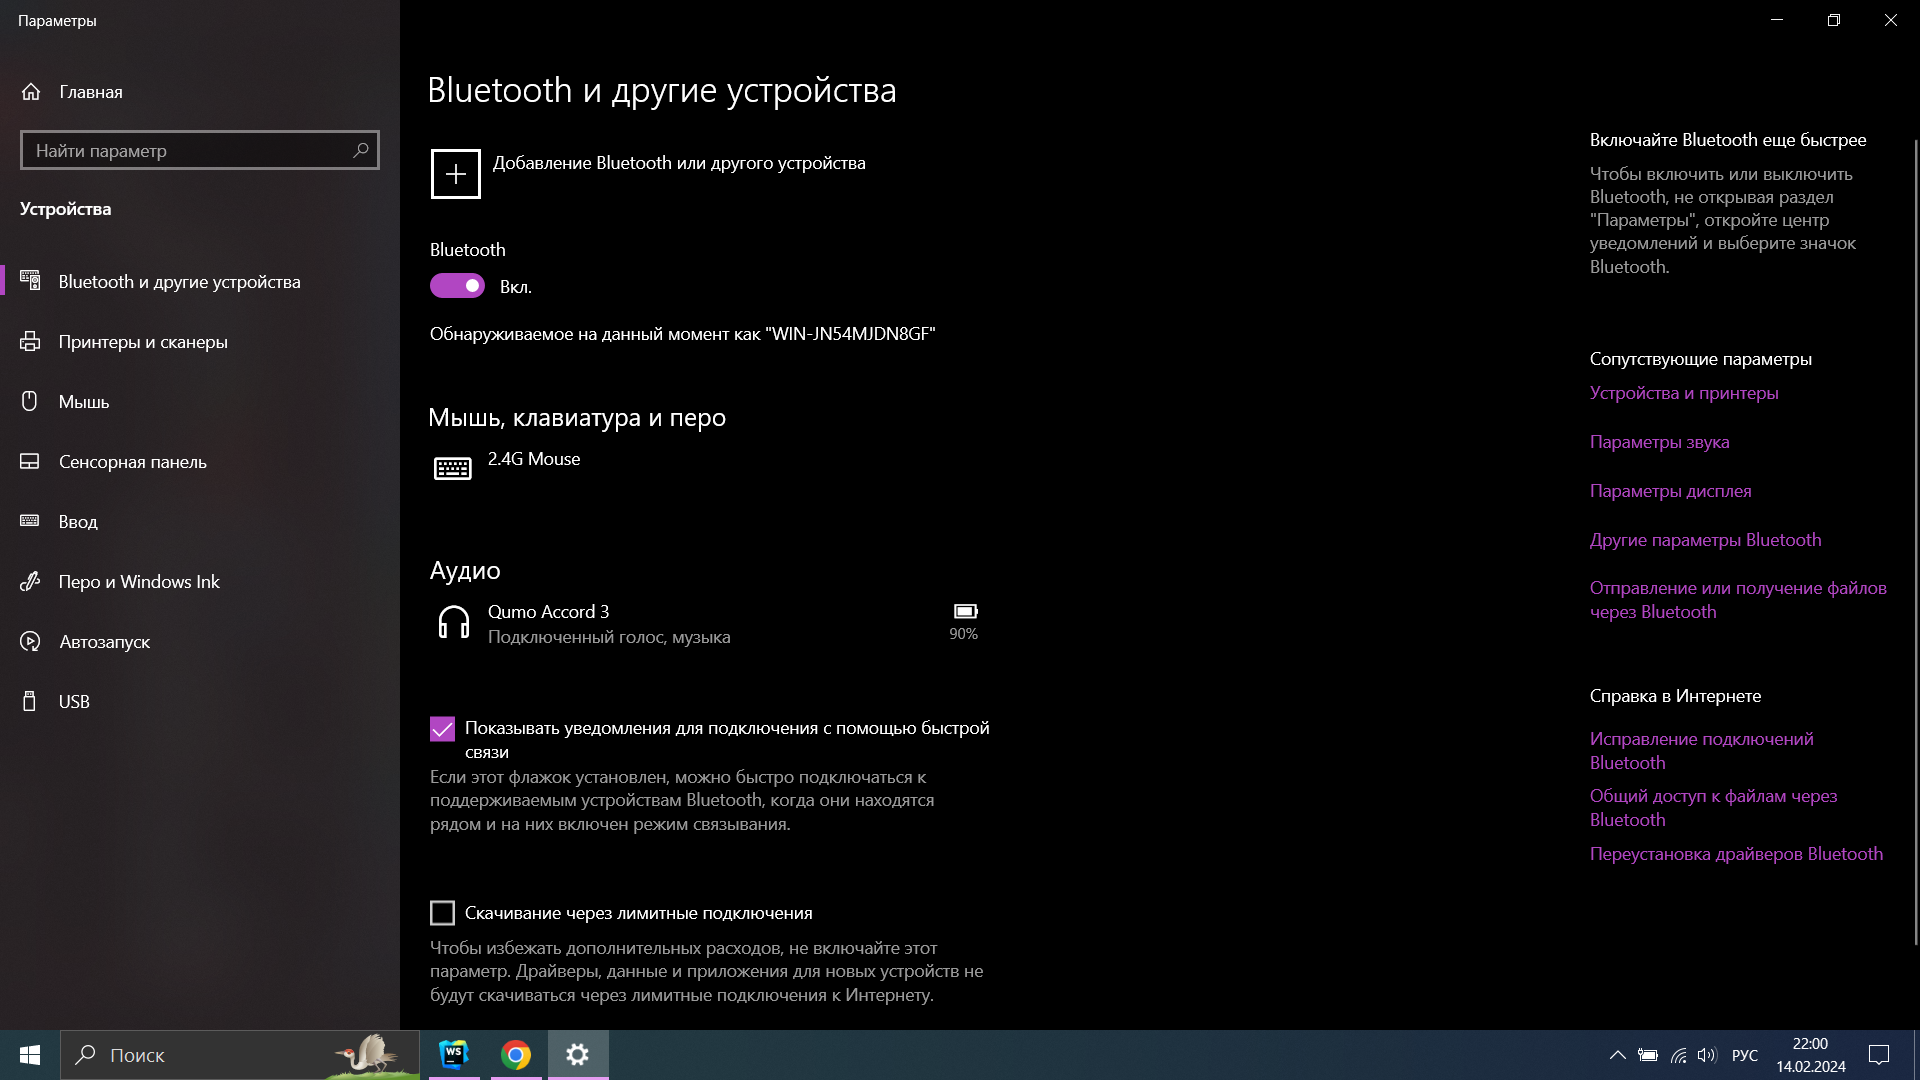 Параметры
Главная
Найти параметр
Устройства
Bluetooth и другие устройства
Принтеры и сканеры
Мышь
Сенсорная панель
Ввод
Перо и Windows Ink
Автозапуск
USB
Bluetooth и другие устройства
Добавление Bluetooth или другого устройства
Bluetooth
Вкл.
Обнаруживаемое на данный момент как "WIN-JN54MJDN8GF"
Мышь, клавиатура и перо
2.4G Mouse
Аудио
Qumo Accord 3
Подключенный голос, музыка
90%
Показывать уведомления для подключения с помощью быстрой
связи
Если этот флажок установлен, можно быстро подключаться к
поддерживаемым устройствам Bluetooth, когда они находятся
рядом и на них включен режим связывания.
Скачивание через лимитные подключения
Чтобы избежать дополнительных расходов, не включайте этот
параметр. Драйверы, данные и приложения для новых устройств не
будут скачиваться через лимитные подключения к Интернету.
Включайте Bluetooth еще быстрее
Чтобы включить или выключить
Bluetooth, не открывая раздел
"Параметры", откройте центр
уведомлений и выберите значок
Bluetooth.
Сопутствующие параметры
Устройства и принтеры
Параметры звука
Параметры дисплея
Другие параметры Bluetooth
Отправление или получение файлов
через Bluetooth
Справка в Интернете
Исправление подключений
Bluetooth
Общий доступ к файлам через
Bluetooth
Переустановка драйверов Bluetooth
Поиск
WS
РУС
22:00
14.02.2024